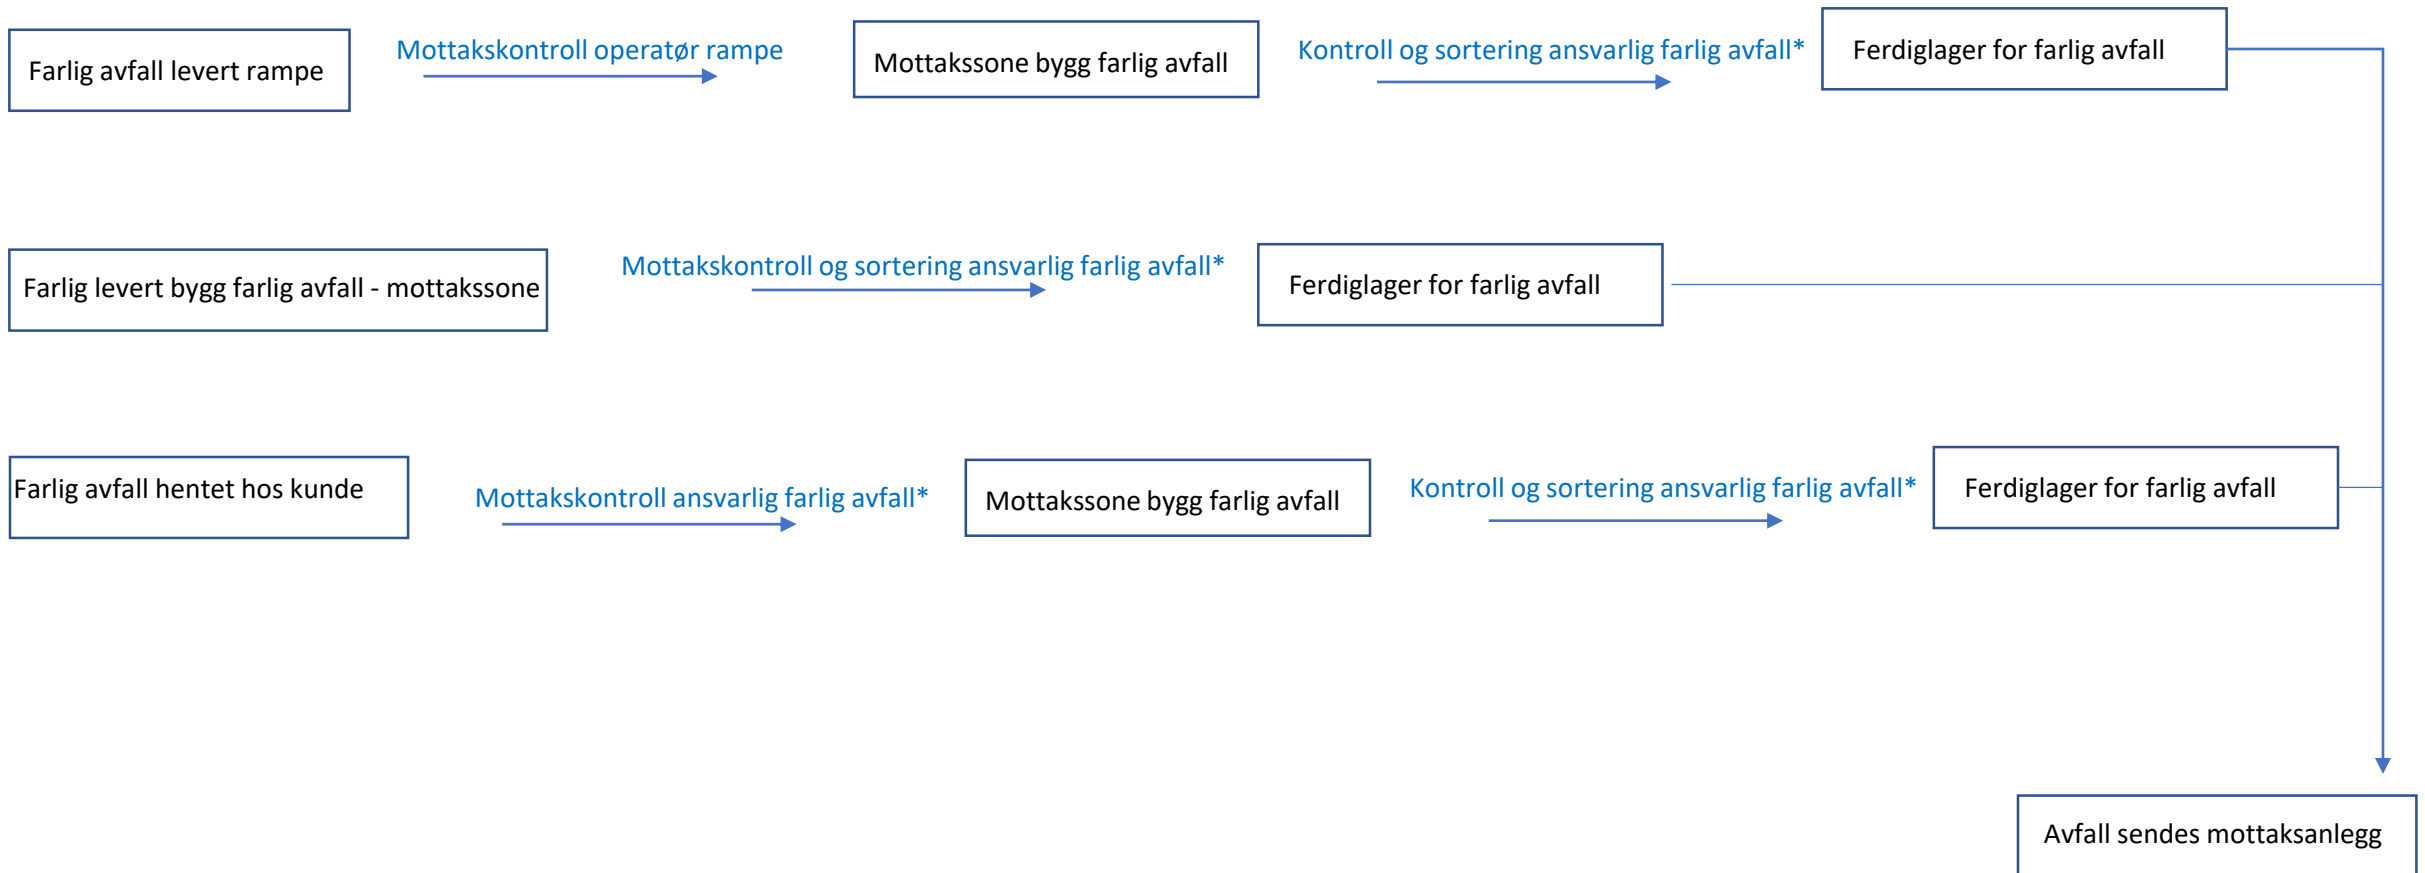 Farlig avfall levert rampe
Mottakskontroll operatør rampe
Mottakssone bygg farlig avfall
Kontroll og sortering ansvarlig farlig avfall*
Ferdiglager for farlig avfall
Farlig levert bygg farlig avfall - mottakssone
Mottakskontroll og sortering ansvarlig farlig avfall*
Ferdiglager for farlig avfall
Farlig avfall hentet hos kunde
Mottakskontroll ansvarlig farlig avfall*
Mottakssone bygg farlig avfall
Kontroll og sortering ansvarlig farlig avfall*
Ferdiglager for farlig avfall
Avfall sendes mottaksanlegg